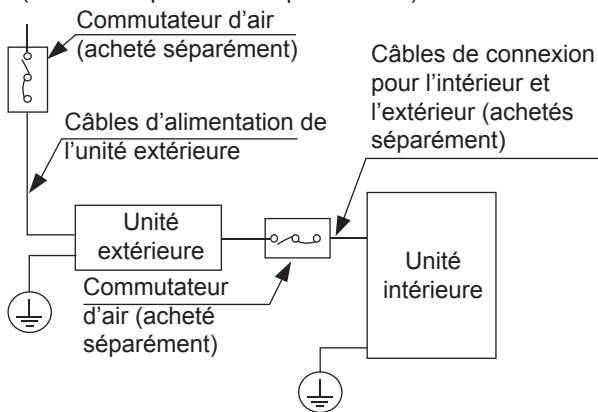 Commutateur d'air
(acheté séparément)
Câbles de connexion
pour l'intérieur et
l'extérieur (achetés
séparément)
Câbles d'alimentation de
l'unité extérieure
Unité
extérieure
Commutateur
d'air (acheté
séparément)
Unité
intérieure